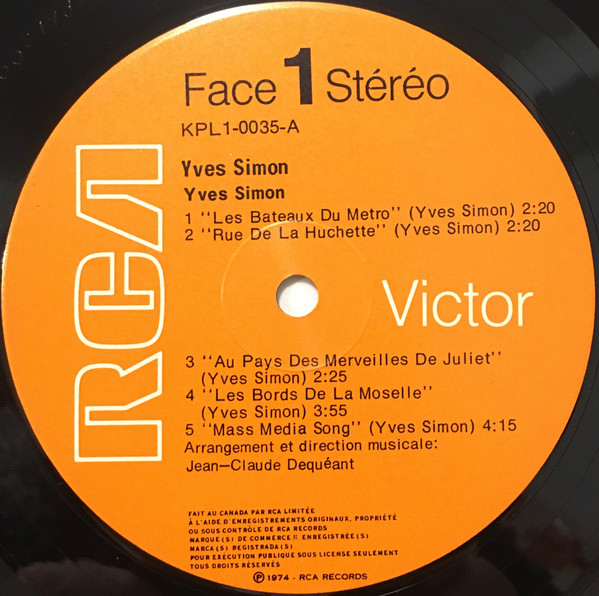 Face 1 Stéréo
KPL1-0035-A
RCA
Yves Simon
Yves Simon
1 "Les Bateaux Du Metro" (Yves Simon) 2:20
2 "Rue De La Huchette" (Yves Simon) 2:20
Victor
3 "Au Pays Des Merveilles De Juliet"
(Yves Simon) 2:25
4 "Les Bords De La Moselle"
(Yves Simon) 3:55
5 "Mass Media Song" (Yves Simon) 4:15
Arrangement et direction musicale:
Jean-Claude Dequéant
FAIT AU CANADA PAR RCA LIMITÉE
À L'AIDE D'ENREGISTREMENTS ORIGINAUX, PROPRIÉTÉ
OU SOUS CONTRÔLE DE RCA RECORDS
MARQUE(S) DE COMMERCE ENREGISTRÉE(S)
MARCA(S) REGISTRADA(S)
POUR EXÉCUTION PUBLIQUE SOUS LICENSE SEULEMENT
TOUS DROITS RESERVÉS
℗ 1974 - RCA RECORDS